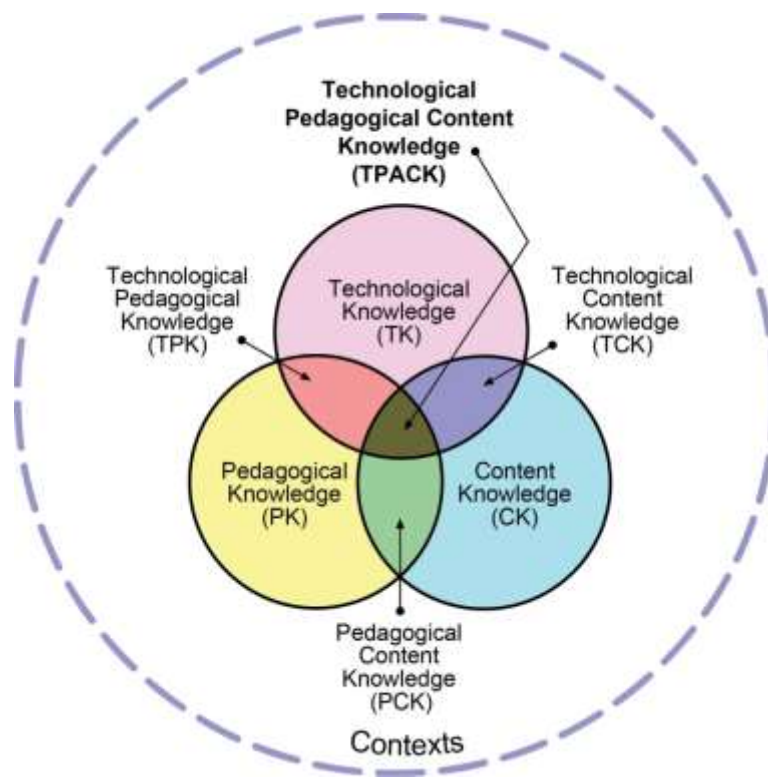 Technological
Pedagogical Content
Knowledge
(TPACK)
Technological
Pedagogical
Knowledge
(TPK)
Technological
Knowledge
(TK)
Technological
Content
Knowledge
(TCK)
Pedagogical
Knowledge
(PK)
Content
Knowledge
(CK)
Pedagogical
Content
Knowledge
(PCK)
Contexts